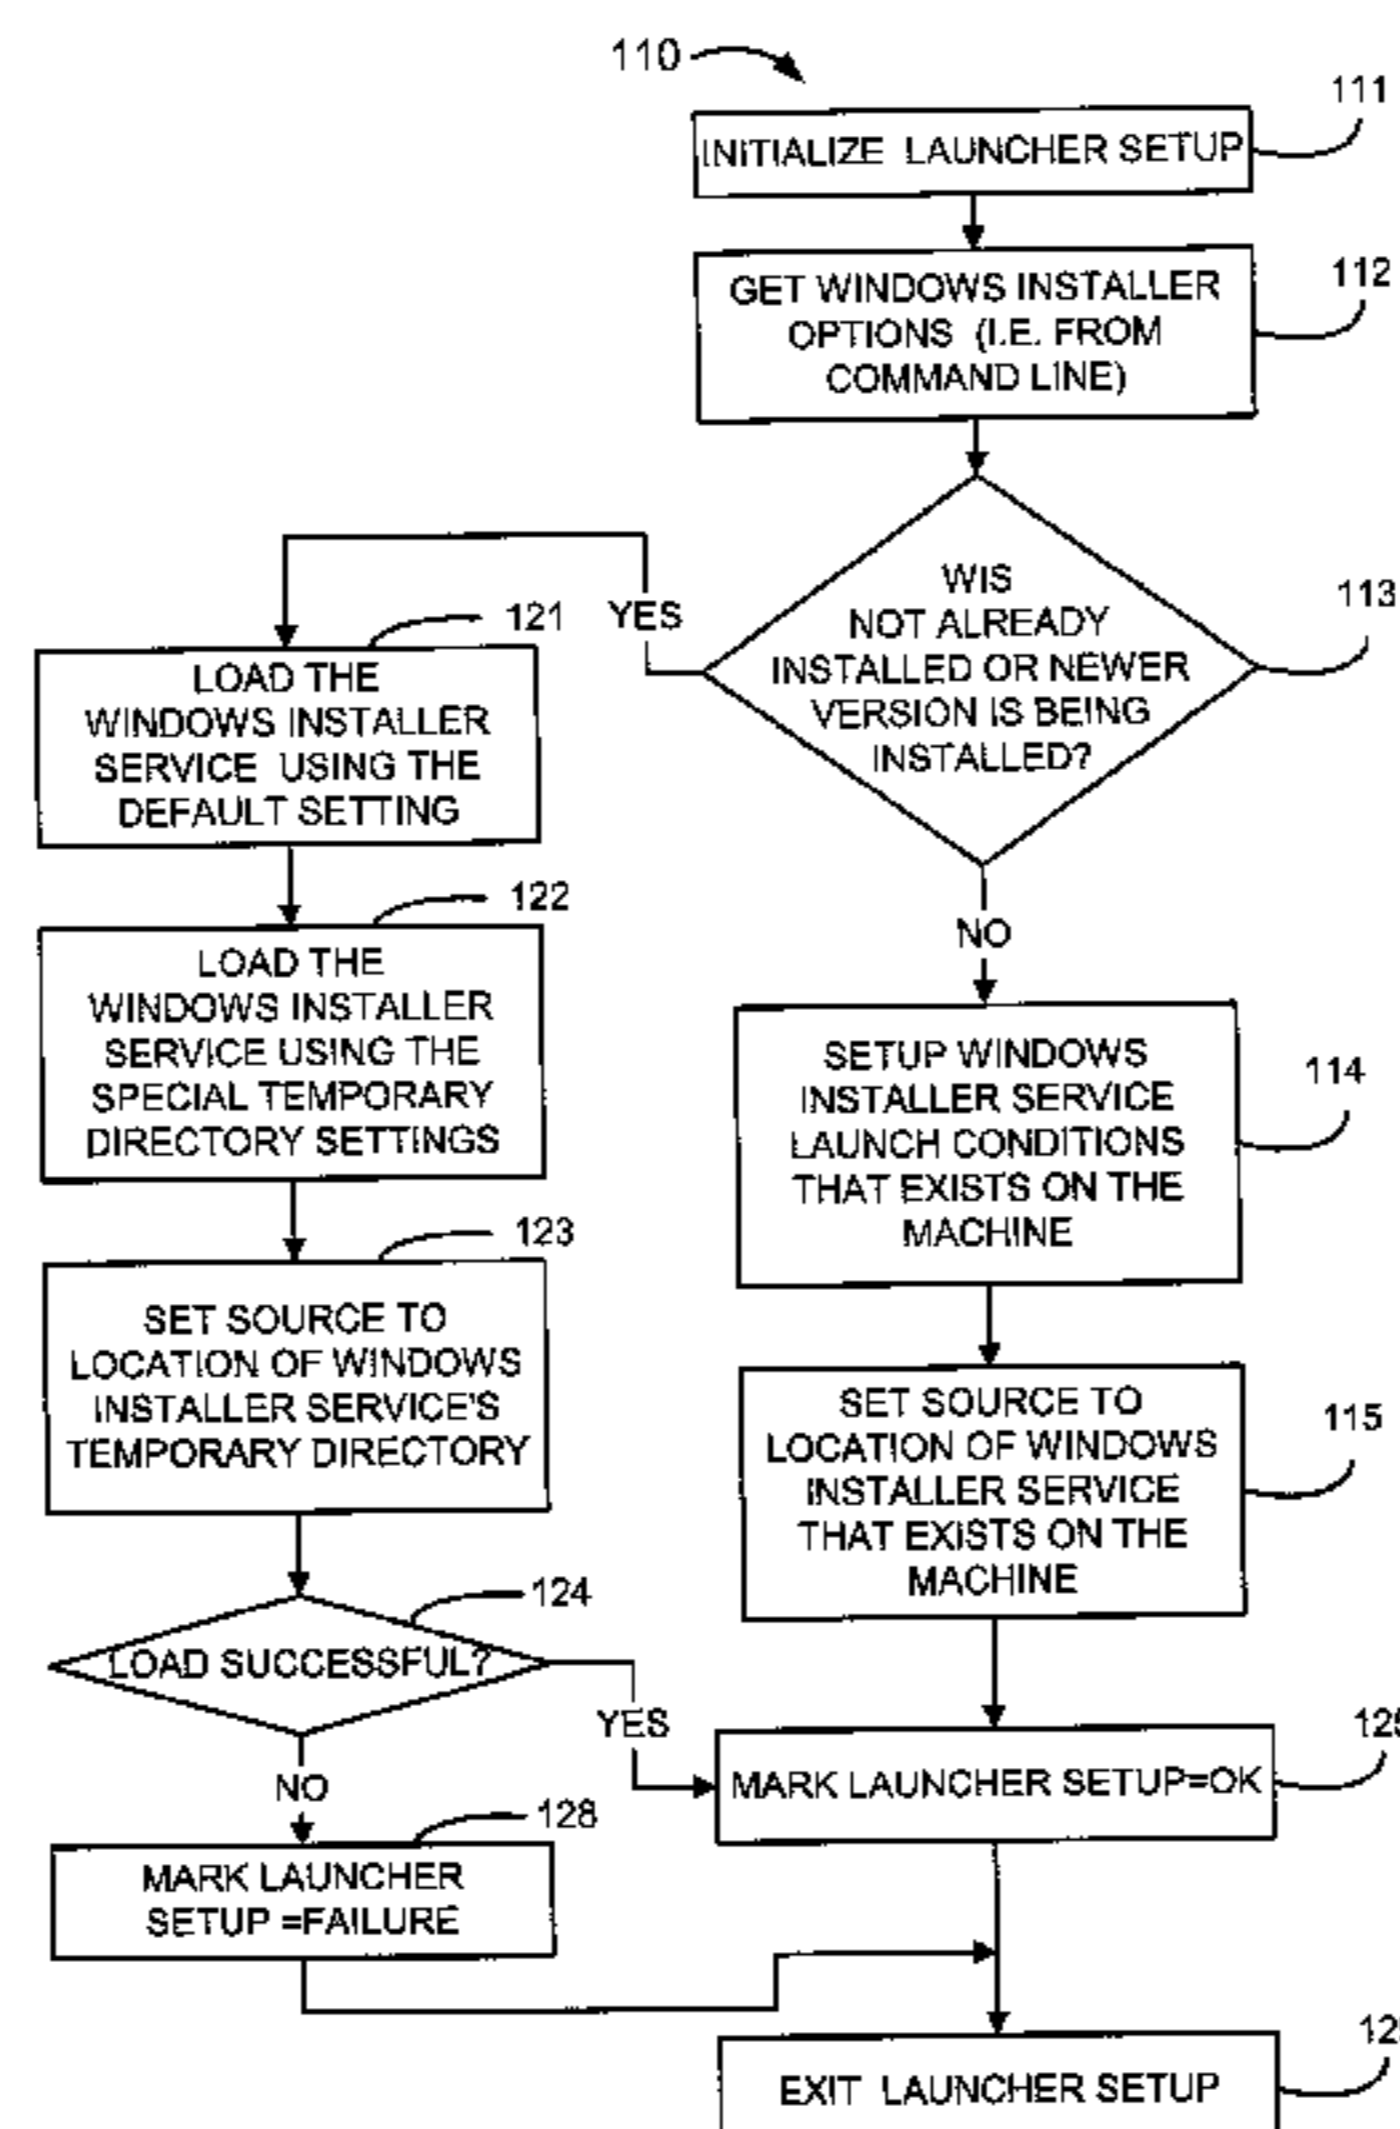 110
111
INITIALIZE LAUNCHER SETUP
112
GET WINDOWS INSTALLER
OPTIONS (I.E. FROM
COMMAND LINE)
113
WIS
NOT ALREADY
INSTALLED OR NEWER
VERSION IS BEING
INSTALLED?
YES
121
LOAD THE
WINDOWS INSTALLER
SERVICE USING THE
DEFAULT SETTING
122
LOAD THE
WINDOWS INSTALLER
SERVICE USING THE
SPECIAL TEMPORARY
DIRECTORY SETTINGS
NO
114
SETUP WINDOWS
INSTALLER SERVICE
LAUNCH CONDITIONS
THAT EXISTS ON THE
MACHINE
123
SET SOURCE TO
LOCATION OF WINDOWS
INSTALLER SERVICE'S
TEMPORARY DIRECTORY
115
SET SOURCE TO
LOCATION OF WINDOWS
INSTALLER SERVICE
THAT EXISTS ON THE
MACHINE
124
LOAD SUCCESSFUL?
YES
NO
MARK LAUNCHER SETUP=OK
128
MARK LAUNCHER
SETUP =FAILURE
EXIT LAUNCHER SETUP